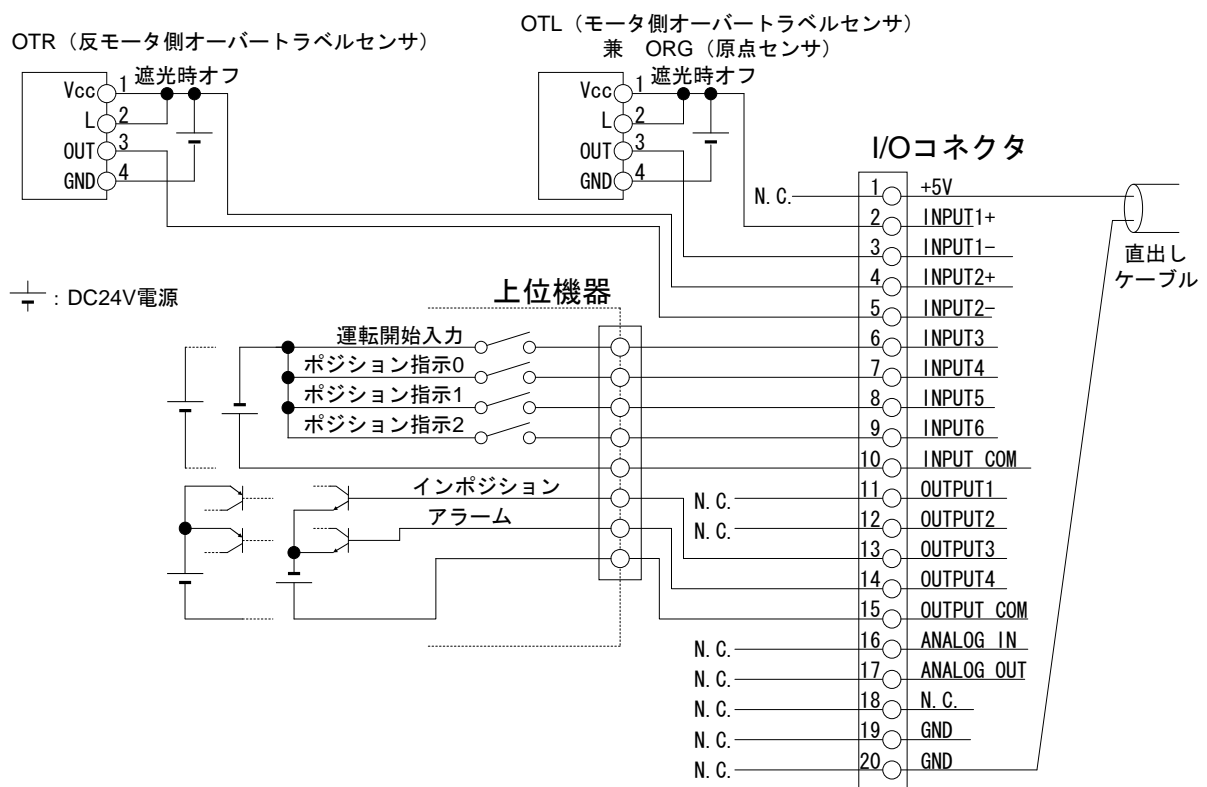 OTR（反モータ側オーバートラベルセンサ）
Vcc 1 遮光時オフ
L 2
OUT 3
GND 4
OTL（モータ側オーバートラベルセンサ）
兼　ORG（原点センサ）
Vcc 1 遮光時オフ
L 2
OUT 3
GND 4
：DC24V電源
上位機器
運転開始入力
ポジション指示0
ポジション指示1
ポジション指示2
インポジション
アラーム
I/Oコネクタ
N.C. 1 +5V
2 INPUT1+
3 INPUT1-
4 INPUT2+
5 INPUT2-
6 INPUT3
7 INPUT4
8 INPUT5
9 INPUT6
10 INPUT COM
N.C. 11 OUTPUT1
N.C. 12 OUTPUT2
13 OUTPUT3
14 OUTPUT4
15 OUTPUT COM
N.C. 16 ANALOG IN
N.C. 17 ANALOG OUT
N.C. 18 N.C.
N.C. 19 GND
N.C. 20 GND
直出し
ケーブル